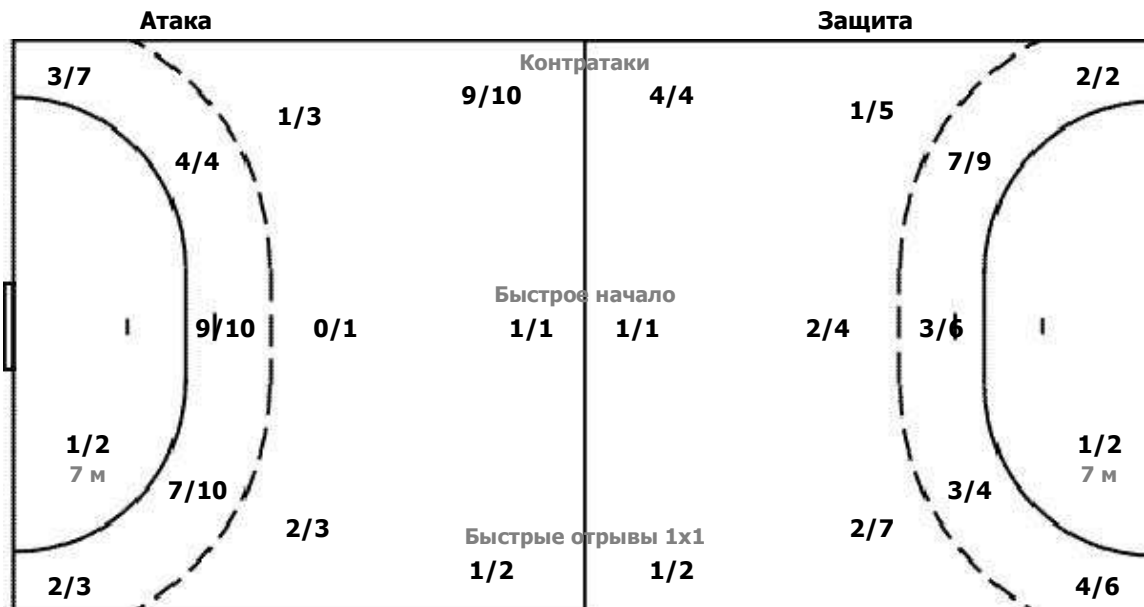 Атака Защита
Контратаки
3/7 2/2
9/10 4/4
1/3 1/5
4/4 7/9
Быстрое начало
9/10 0/1 1/1 1/1 2/4 3/6
1/2 1/2
7 м 7 м
7/10 3/4
2/3 2/7
Быстрые отрывы 1x1
1/2 1/2
2/3 4/6